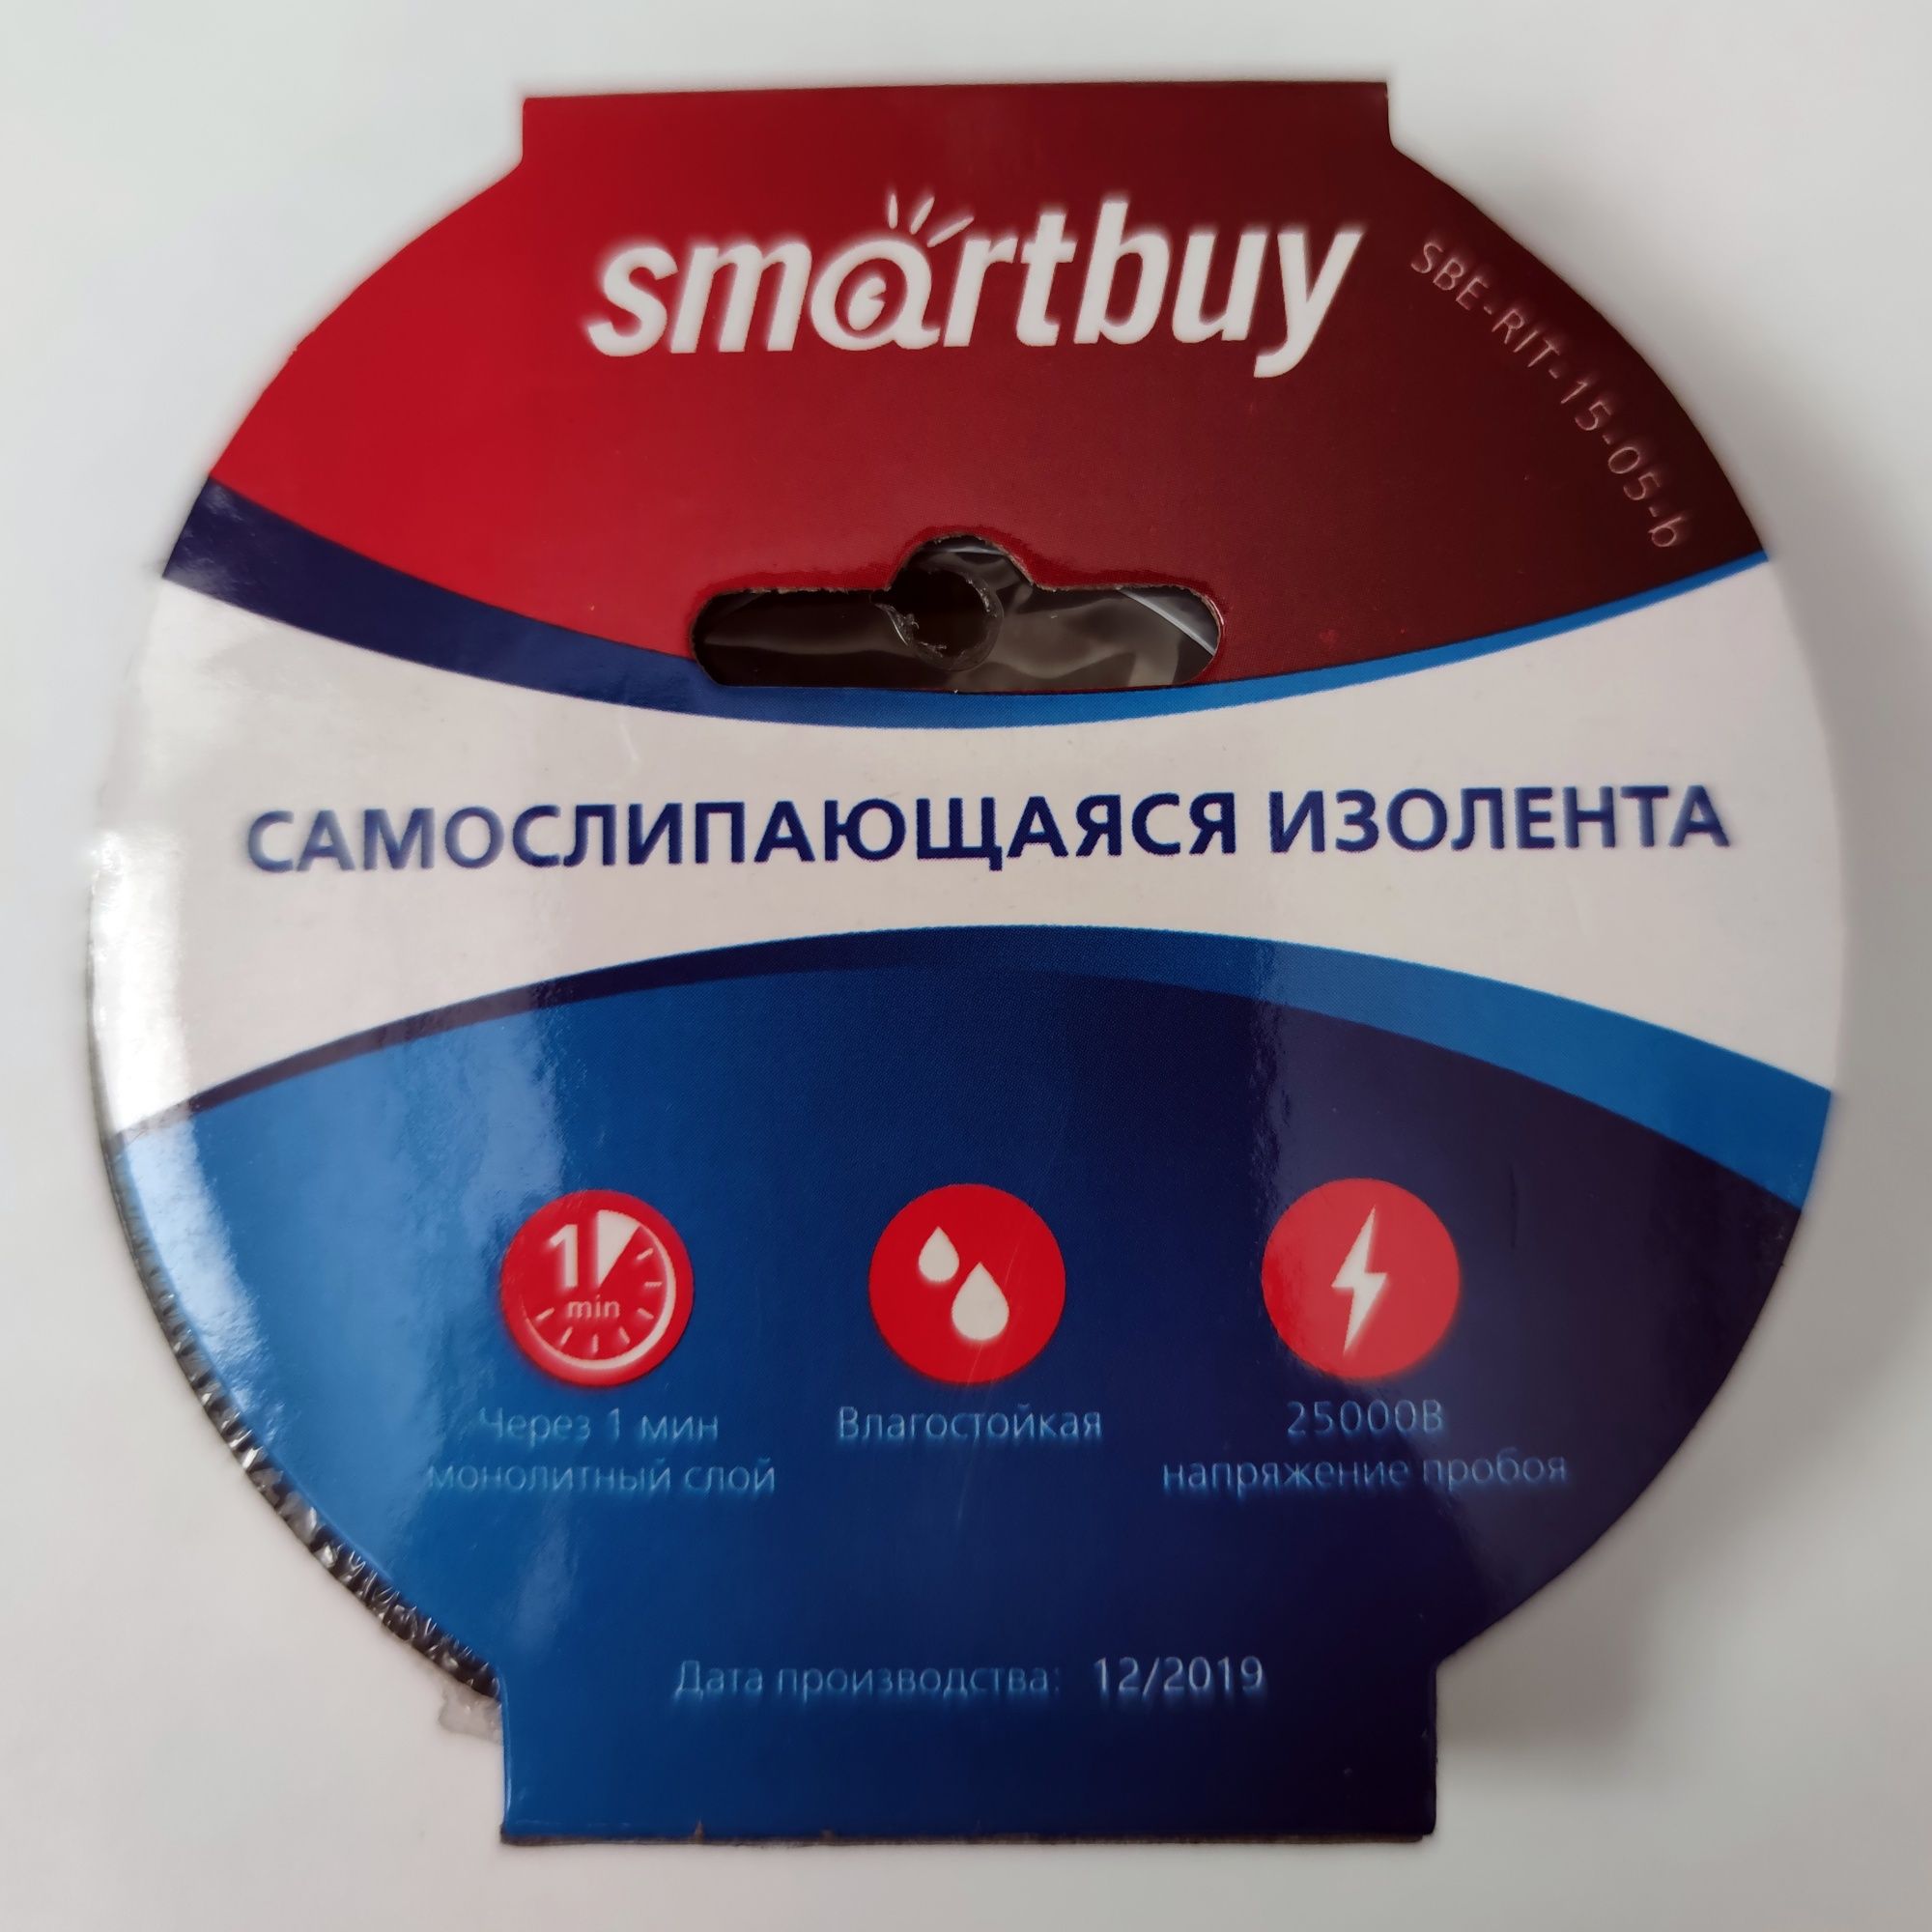 smartbuy
SBE-RIT-15-05-b
САМОСЛИПАЮЩАЯСЯ ИЗОЛЕНТА
1
min
Через 1 мин
монолитный слой
Влагостойкая
25000В
напряжение пробоя
Дата производства: 12/2019